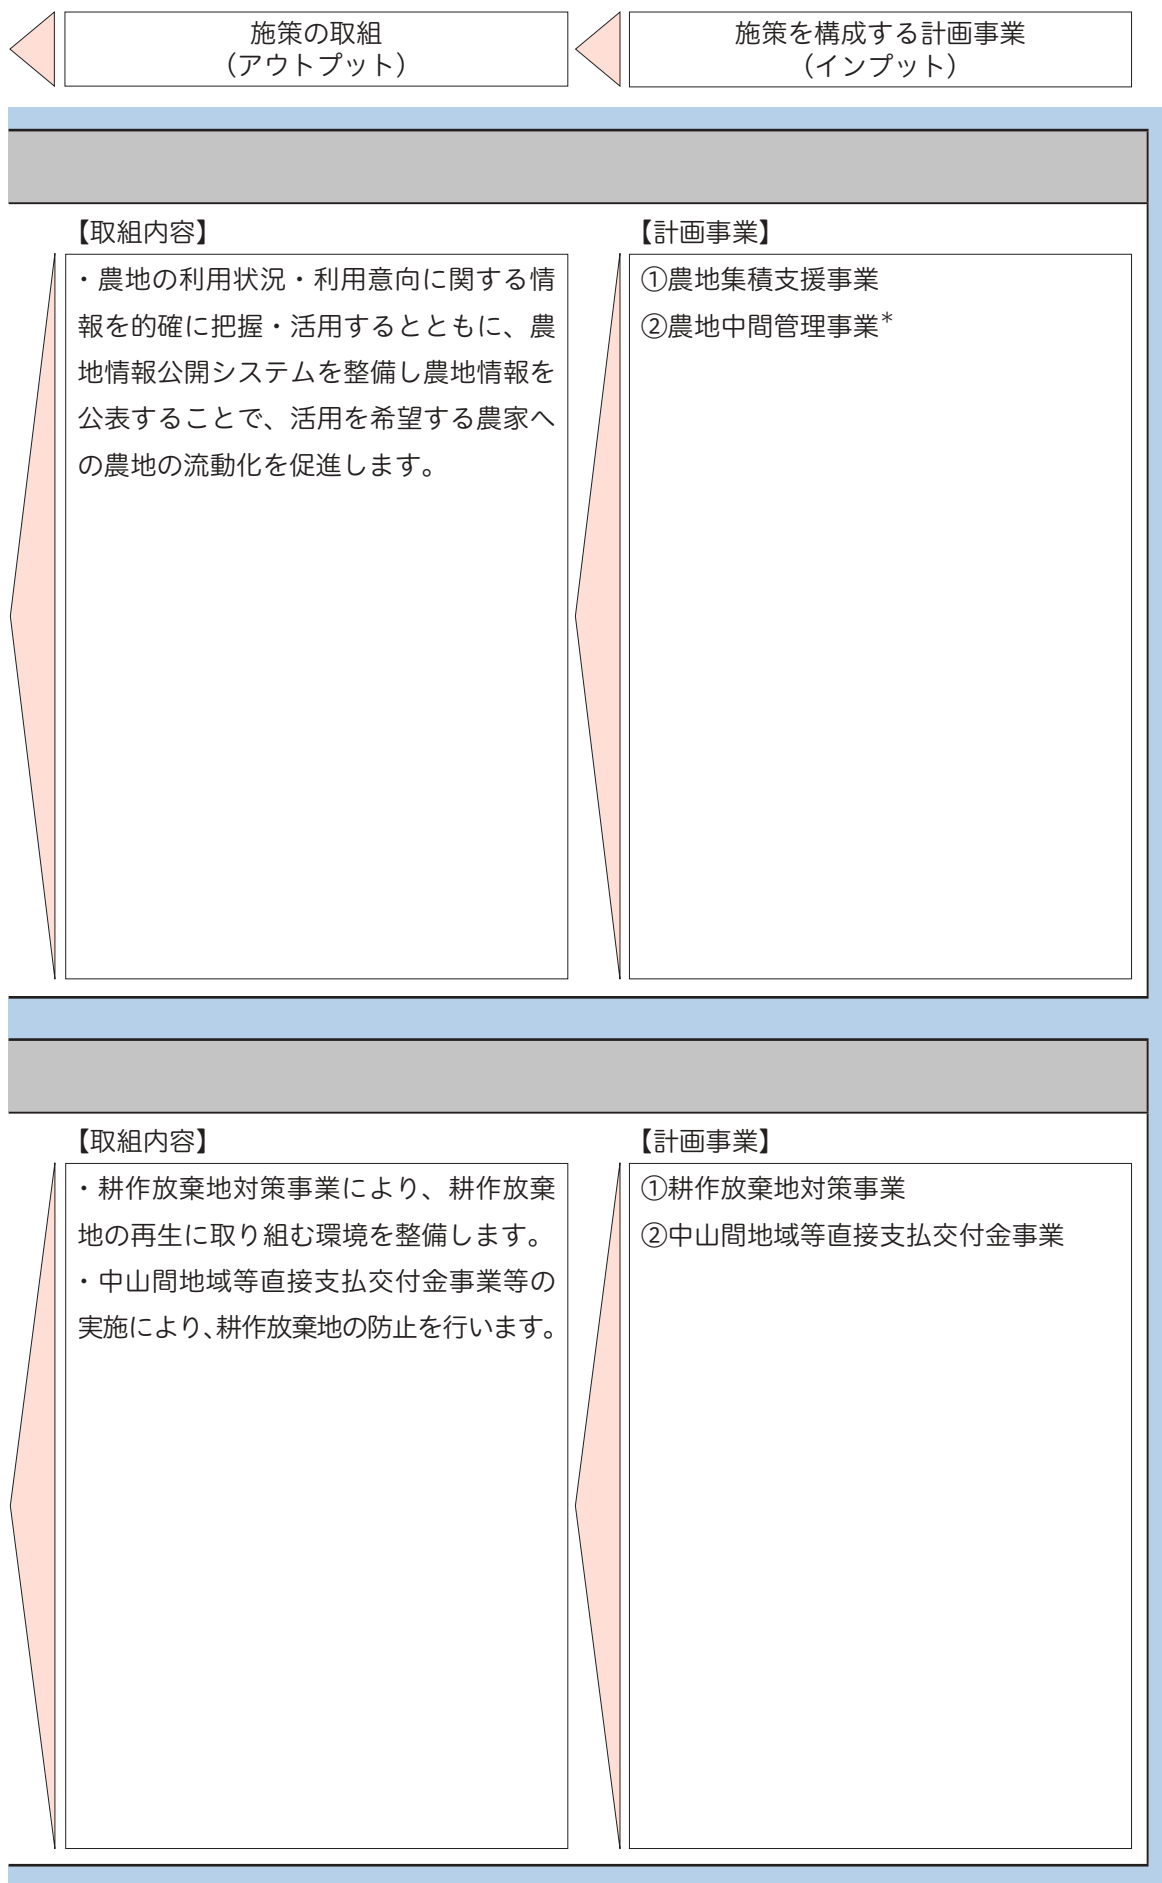 施策の取組
（アウトプット）
施策を構成する計画事業
（インプット）
【取組内容】
・農地の利用状況・利用意向に関する情
報を的確に把握・活用するとともに、農
地情報公開システムを整備し農地情報を
公表することで、活用を希望する農家へ
の農地の流動化を促進します。
【計画事業】
①農地集積支援事業
②農地中間管理事業*
【取組内容】
・耕作放棄地対策事業により、耕作放棄
地の再生に取り組む環境を整備します。
・中山間地域等直接支払交付金事業等の
実施により、耕作放棄地の防止を行います。
【計画事業】
①耕作放棄地対策事業
②中山間地域等直接支払交付金事業